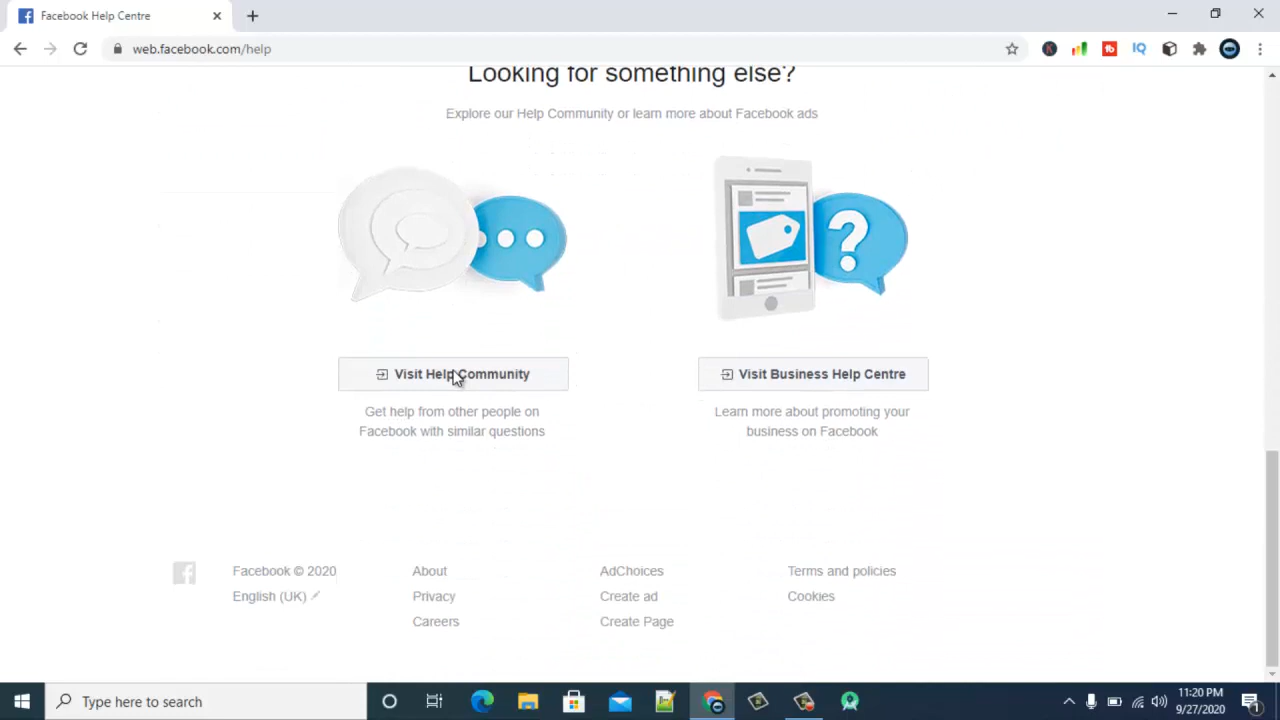 Facebook Help Centre
web.facebook.com/help
Looking for something else?
Explore our Help Community or learn more about Facebook ads
Visit Help Community
Visit Business Help Centre
Get help from other people on
Facebook with similar questions
Learn more about promoting your
business on Facebook
Facebook © 2020
About
AdChoices
Terms and policies
English (UK)
Privacy
Create ad
Cookies
Careers
Create Page
Type here to search
11:20 PM
9/27/2020